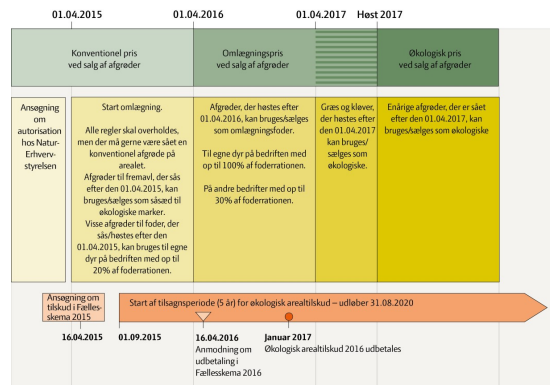 01.04.2015
01.04.2016
01.04.2017
Høst 2017
Konventionel pris
ved salg af afgrøder
Omlægningspris
ved salg af afgrøder
Økologisk pris
ved salg af afgrøder
Ansøgning
om
autorisation
hos Natur-
Erhverv-
styrelsen
Start omlægning.
Alle regler skal overholdes,
men der må gerne være sået en
konventionel afgrøde på
arealet.
Afgrøder til fremavl, der sås
efter den 01.04.2015, kan
bruges/sælges som såsæd til
økologiske marker.
Visse afgrøder til foder, der
sås/høstes efter den
01.04.2015, kan bruges til egne
dyr på bedriften med op til
20% af foderrationen.
Afgrøder, der høstes efter
01.04.2016, kan bruges/sælges
som omlægningsfoder.
Til egne dyr på bedriften med
op til 100% af foderrationen.
På andre bedrifter med op til
30% af foderrationen.
Græs og kløver,
der høstes efter
den 01.04.2017
kan bruges/
sælges som
økologiske.
Enårige afgrøder, der er sået
efter den 01.04.2017, kan
bruges/sælges som økologiske
Ansøgning om
tilskud i Fælles-
skema 2015
Start af tilsagnsperiode (5 år) for økologisk arealtilskud – udløber 31.08.2020
16.04.2015
01.09.2015
16.04.2016
Anmodning om
udbetaling i
Fællesskema 2016
Januar 2017
Økologisk arealtilskud 2016 udbetales